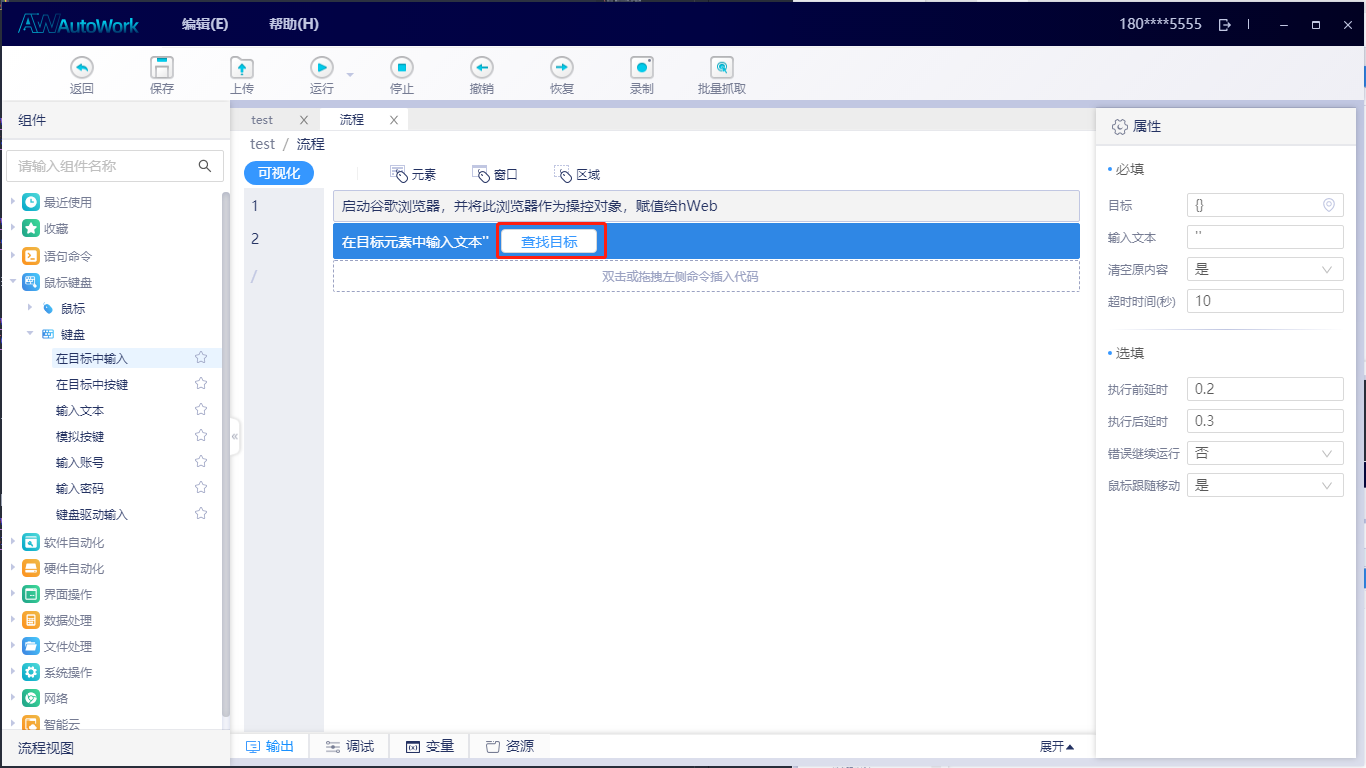 AutoWork 编辑(E) 帮助(H) 180****5555
返回 保存 上传 运行 停止 撤销 恢复 录制 批量抓取
组件
请输入组件名称
最近使用
收藏
语句命令
鼠标键盘
鼠标
键盘
在目标中输入
在目标中按键
输入文本
模拟按键
输入账号
输入密码
键盘驱动输入
软件自动化
硬件自动化
界面操作
数据处理
文件处理
系统操作
网络
智能云
流程视图
test 流程
test / 流程
可视化 元素 窗口 区域
1 启动谷歌浏览器，并将此浏览器作为操控对象，赋值给hWeb
2 在目标元素中输入文本'' 查找目标
/ 双击或拖拽左侧命令插入代码
输出 调试 变量 资源 展开
属性
必填
目标 {}
输入文本 ''
清空原内容 是
超时时间(秒) 10
选填
执行前延时 0.2
执行后延时 0.3
错误继续运行 否
鼠标跟随移动 是